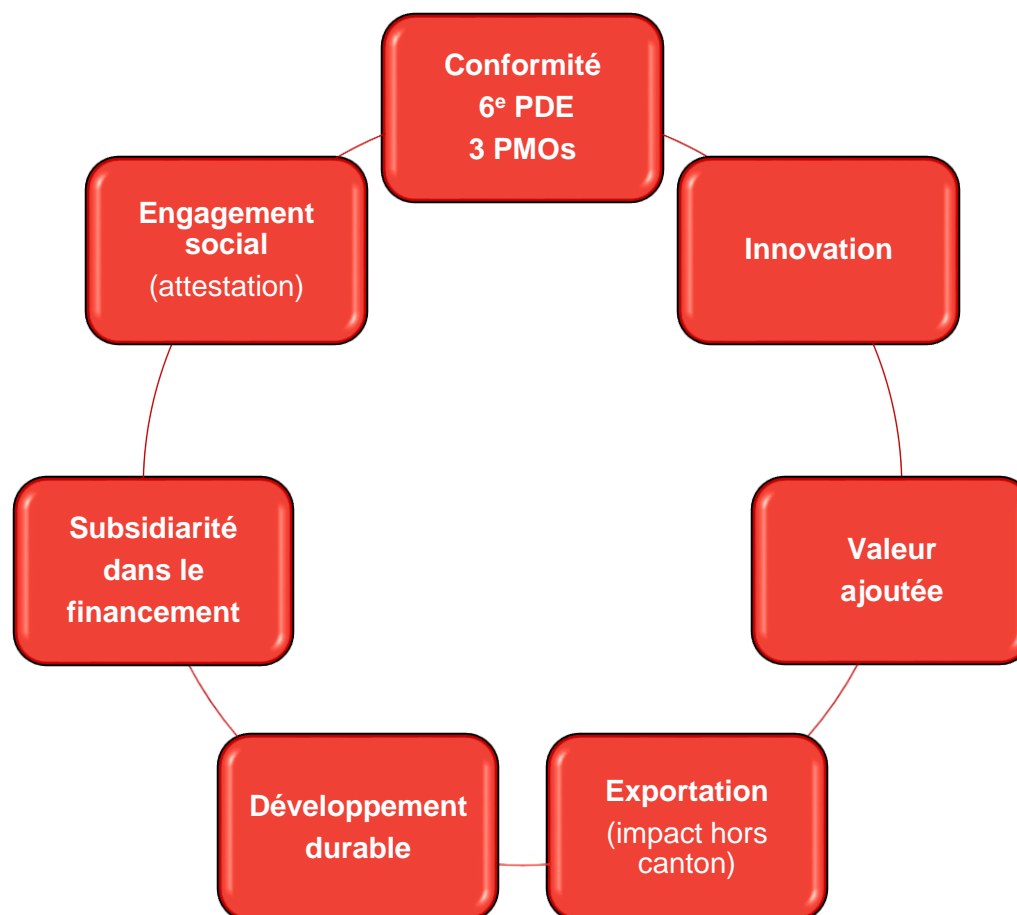 Conformité
6ᵉ PDE
3 PMOs
Innovation
Valeur
ajoutée
Exportation
(impact hors
canton)
Développement
durable
Subsidiarité
dans le
financement
Engagement
social
(attestation)